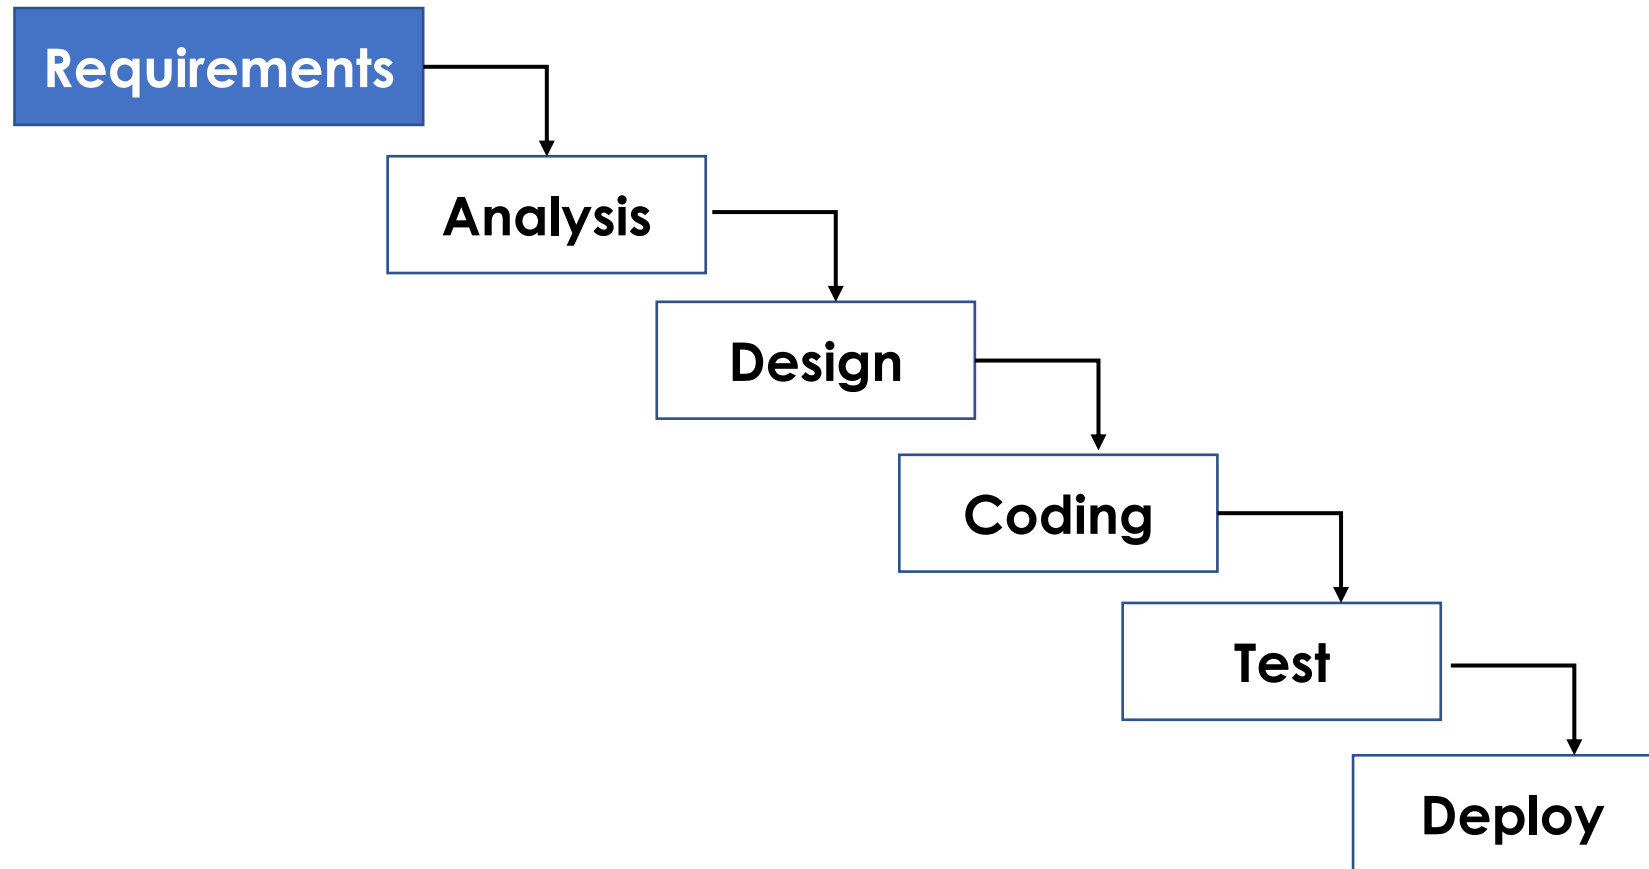 Requirements
Analysis
Design
Coding
Test
Deploy